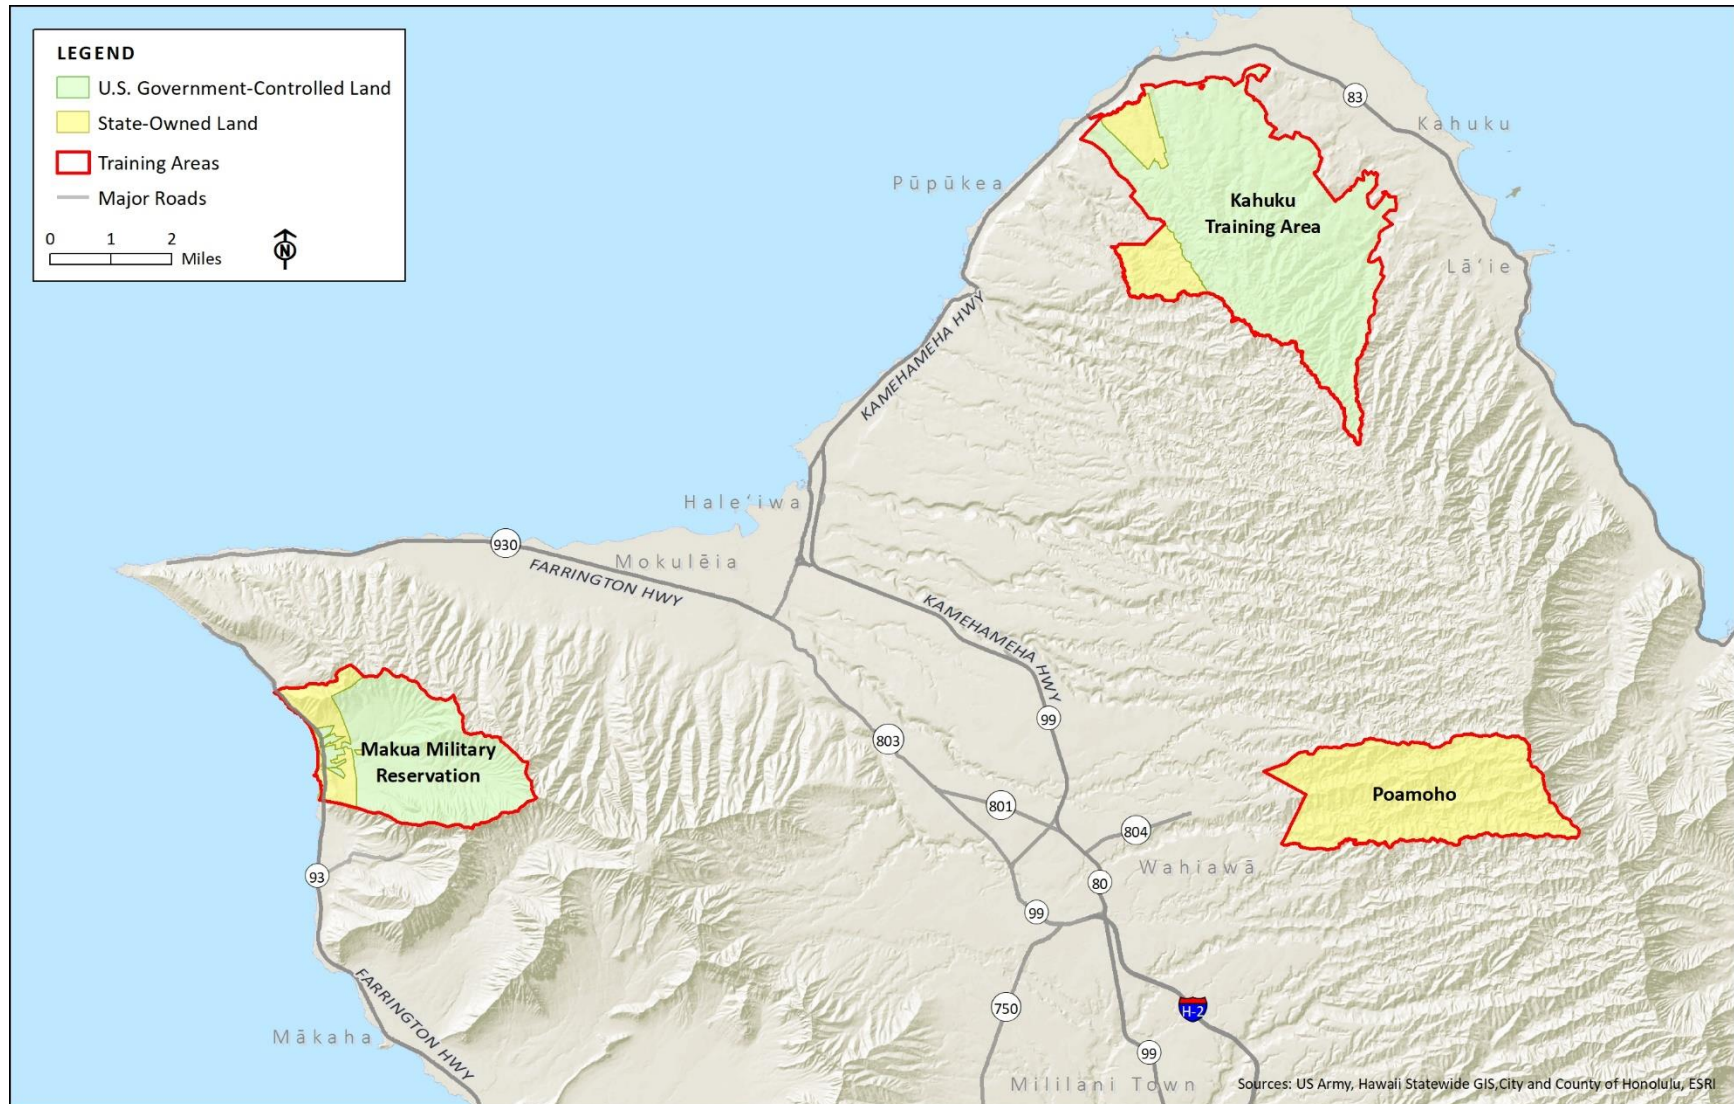 LEGEND
U.S. Government-Controlled Land
State-Owned Land
Training Areas
Major Roads
0 1 2
Miles
N
83
Kahuku
Pūpūkea
Kahuku
Training Area
Lāʻie
KAMEHAMEHA HWY
Haleʻiwa
930
Mokulēia
FARRINGTON HWY
KAMEHAMEHA HWY
99
803
Makua Military
Reservation
Poamoho
801
804
Wahiawā
93
80
99
FARRINGTON HWY
750
H-2
Mākaha
99
Mililani Town
Sources: US Army, Hawaii Statewide GIS,City and County of Honolulu, ESRI